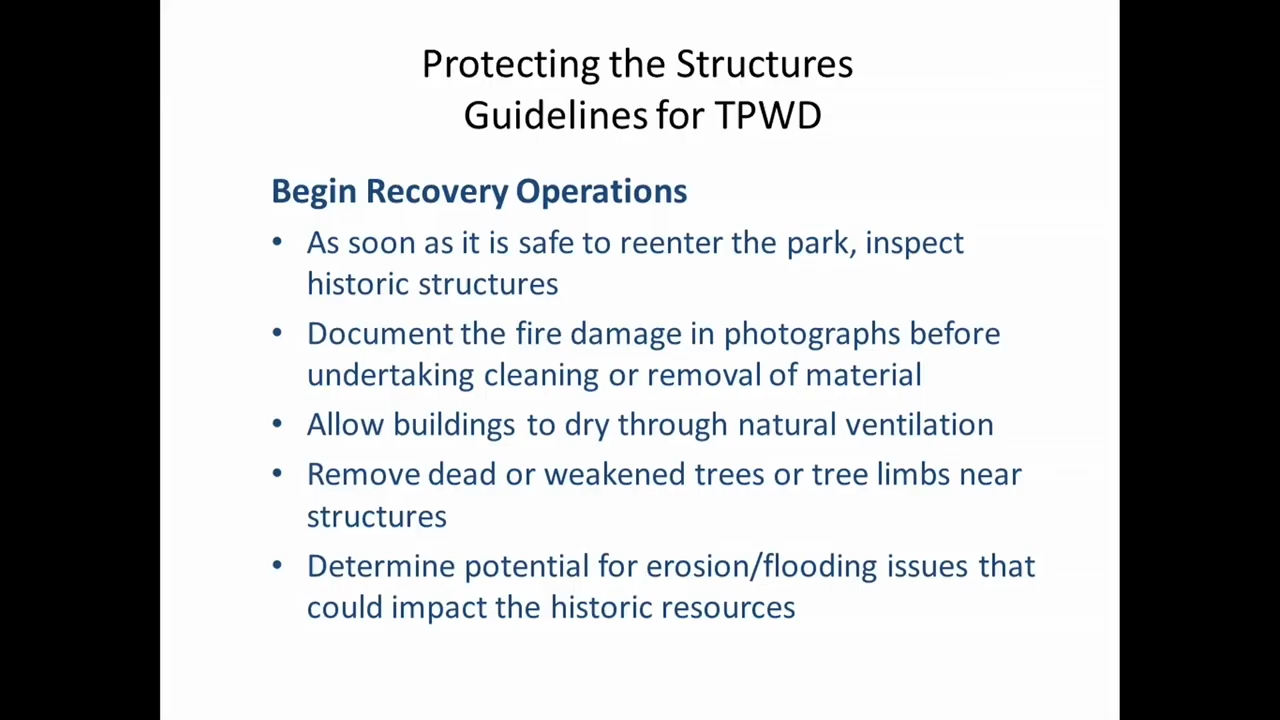 Protecting the Structures
Guidelines for TPWD
Begin Recovery Operations
• As soon as it is safe to reenter the park, inspect
historic structures
• Document the fire damage in photographs before
undertaking cleaning or removal of material
• Allow buildings to dry through natural ventilation
• Remove dead or weakened trees or tree limbs near
structures
• Determine potential for erosion/flooding issues that
could impact the historic resources